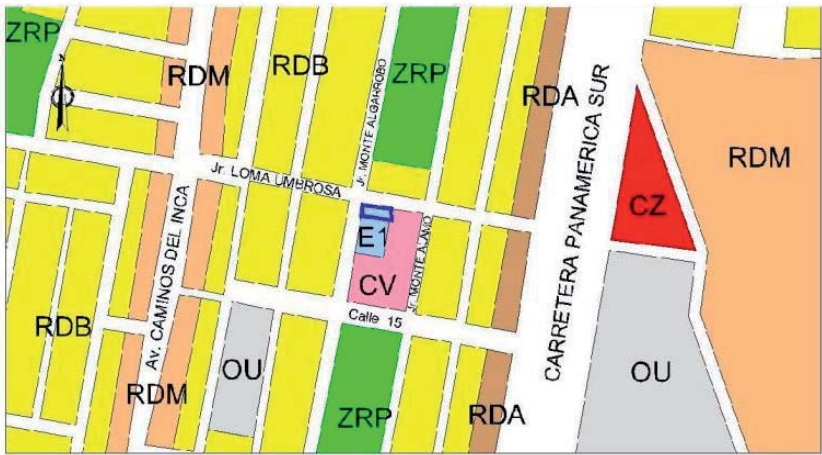 ZRP
N
RDM
RDB
ZRP
RDA
RDM
Jr. MONTE ALGARROBO
Jr. LOMA UMBROSA
CARRETERA PANAMERICA SUR
CZ
Av. CAMINOS DEL INCA
E1
CV
Jr. MONTE ALAMO
Calle 15
RDB
OU
OU
RDM
ZRP
RDA